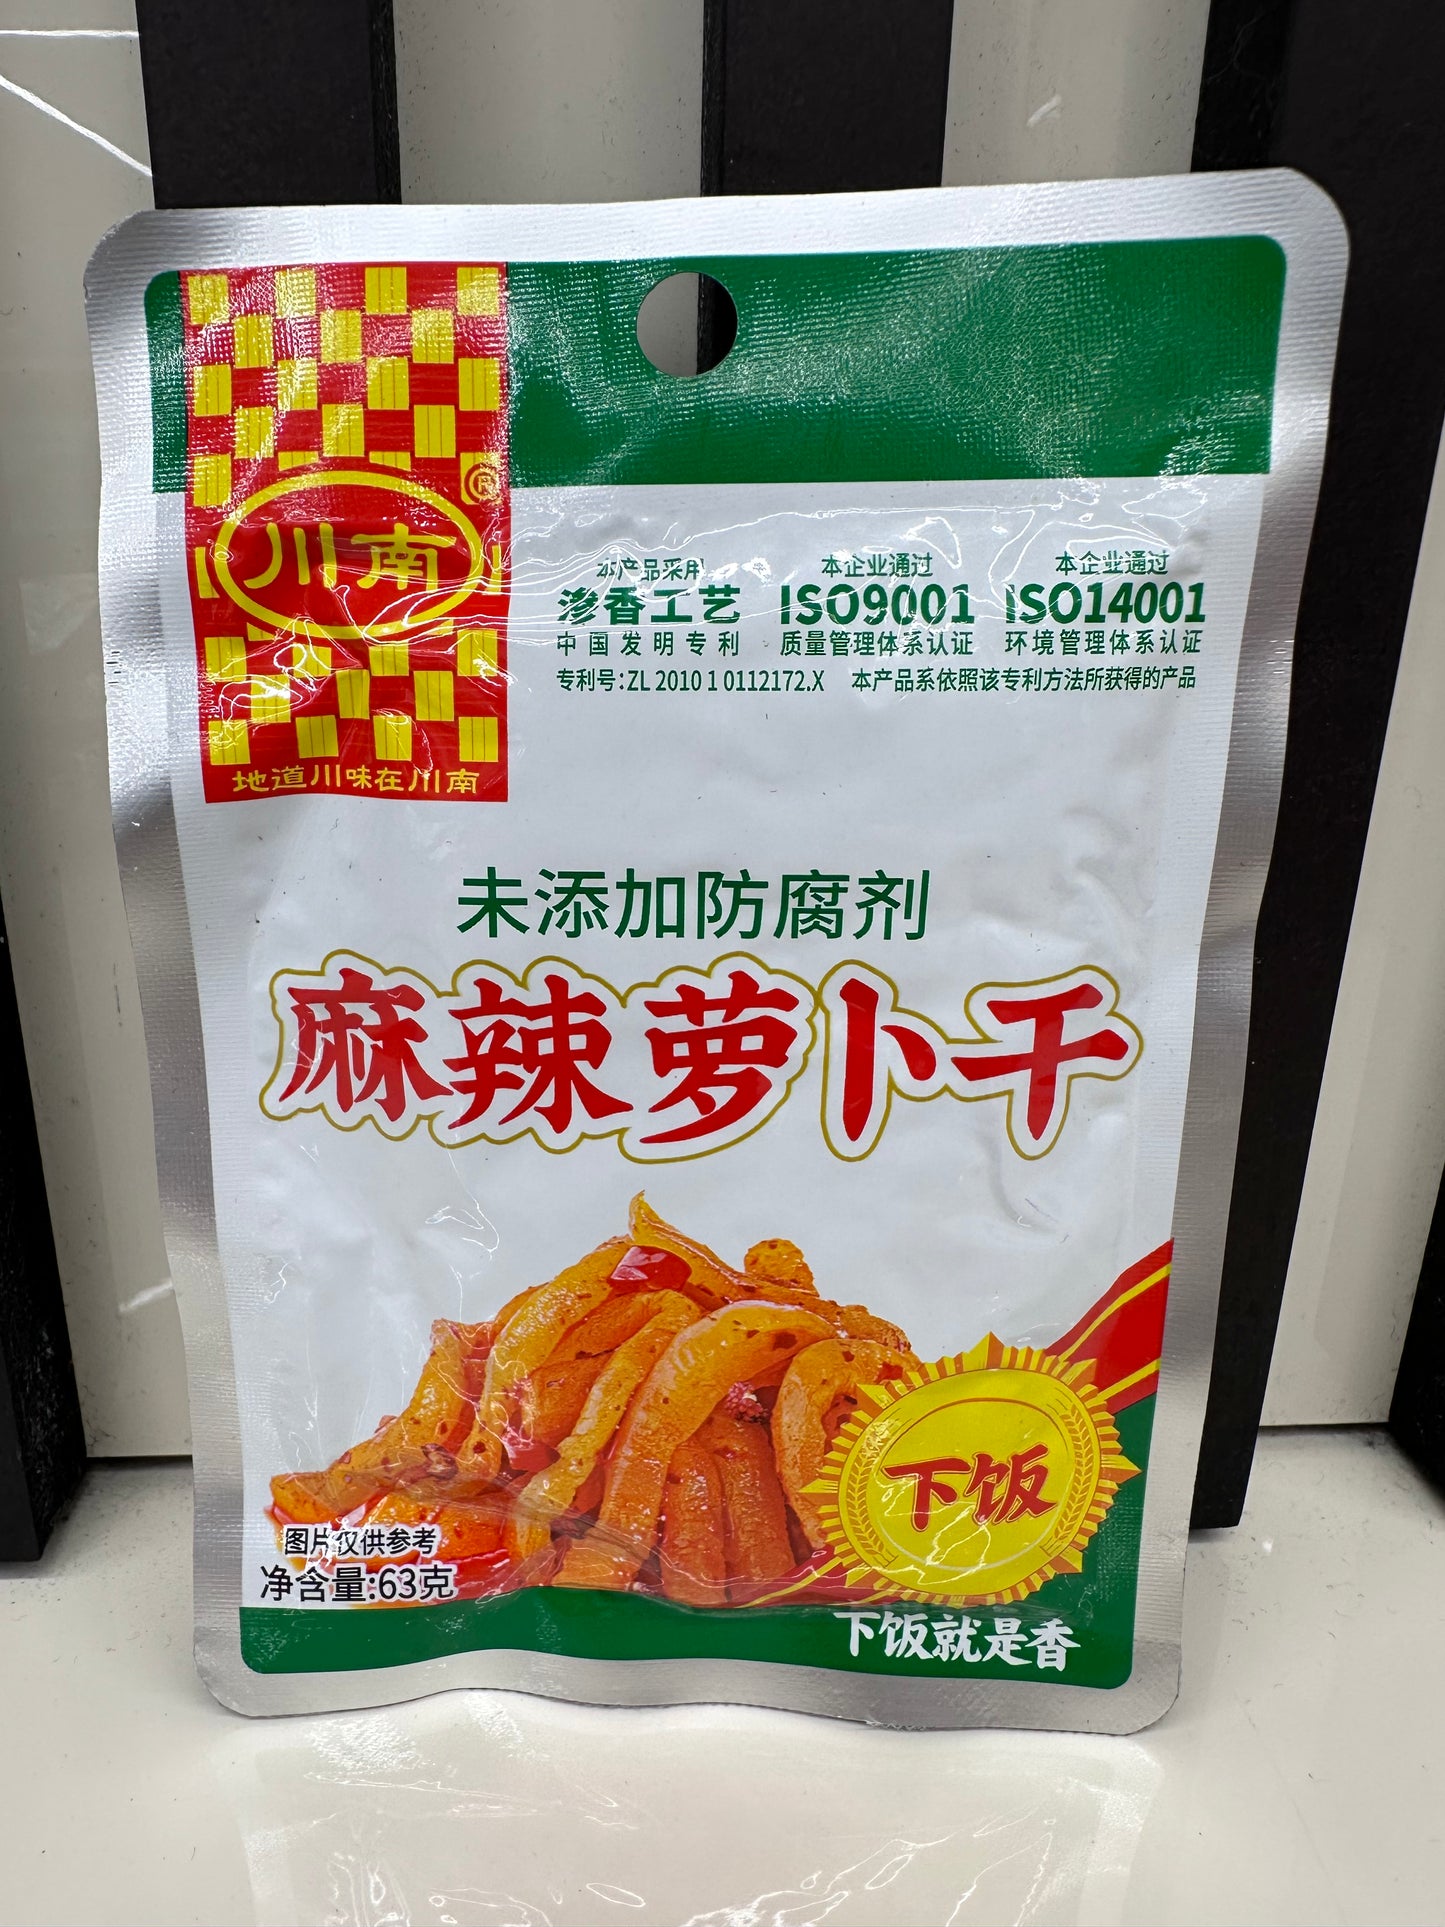 川南
®
地道川味在川南
本产品采用
渗香工艺
中国发明专利
本企业通过
ISO9001
质量管理体系认证
本企业通过
ISO14001
环境管理体系认证
专利号:ZL 2010 1 0112172.X 本产品系依照该专利方法所获得的产品
未添加防腐剂
麻辣萝卜干
下饭
图片仅供参考
净含量:63克
下饭就是香